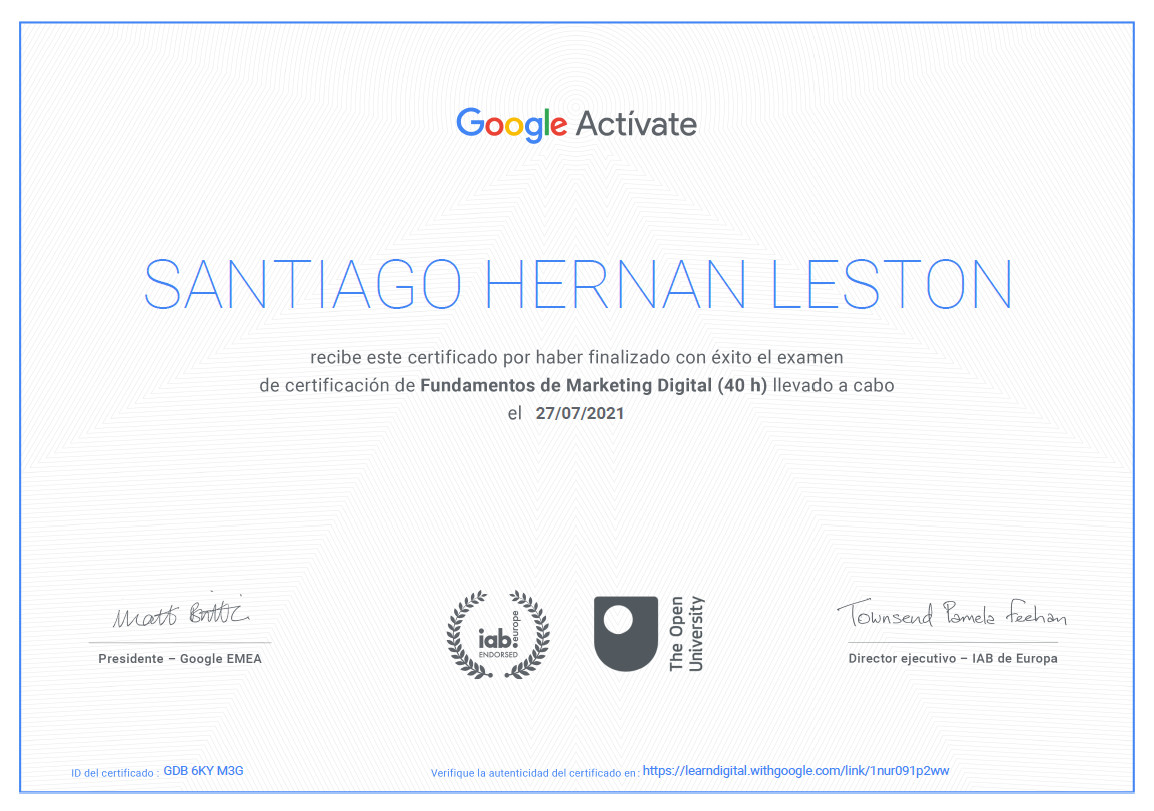 Google Actívate
SANTIAGO HERNAN LESTON
recibe este certificado por haber finalizado con éxito el examen
de certificación de Fundamentos de Marketing Digital (40 h) llevado a cabo
el 27/07/2021
Matt Brittin
Presidente – Google EMEA
iab.europe
ENDORSED
The Open
University
Townsend Pamela Feehan
Director ejecutivo – IAB de Europa
ID del certificado : GDB 6KY M3G
Verifique la autenticidad del certificado en : https://learndigital.withgoogle.com/link/1nur091p2ww